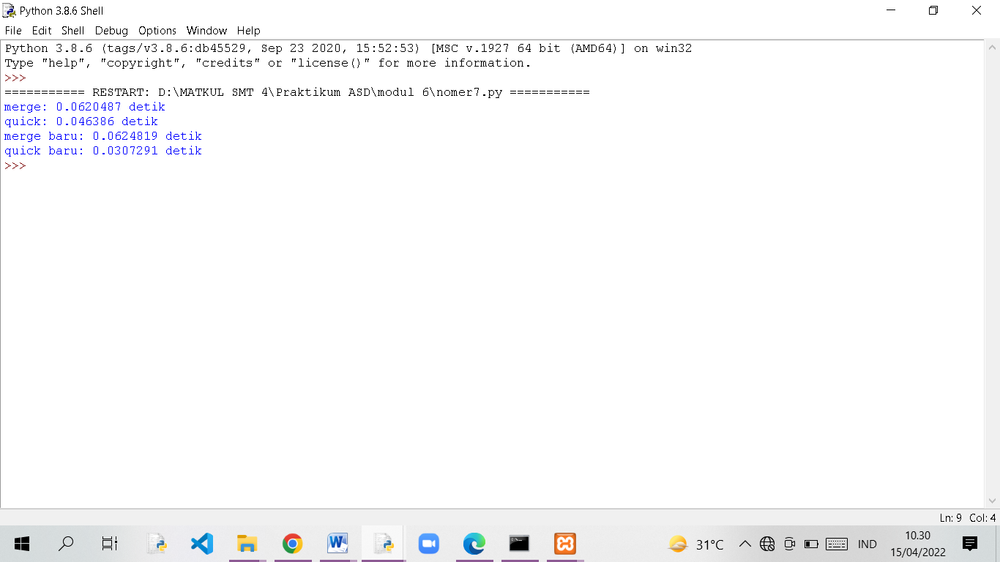 Python 3.8.6 Shell
File Edit Shell Debug Options Window Help
Python 3.8.6 (tags/v3.8.6:db45529, Sep 23 2020, 15:52:53) [MSC v.1927 64 bit (AMD64)] on win32
Type "help", "copyright", "credits" or "license()" for more information.
>>>
=========== RESTART: D:\MATKUL SMT 4\Praktikum ASD\modul 6\nomer7.py ===========
merge: 0.0620487 detik
quick: 0.046386 detik
merge baru: 0.0624819 detik
quick baru: 0.0307291 detik
>>>
Ln: 9 Col: 4
31°C IND 10.30
15/04/2022